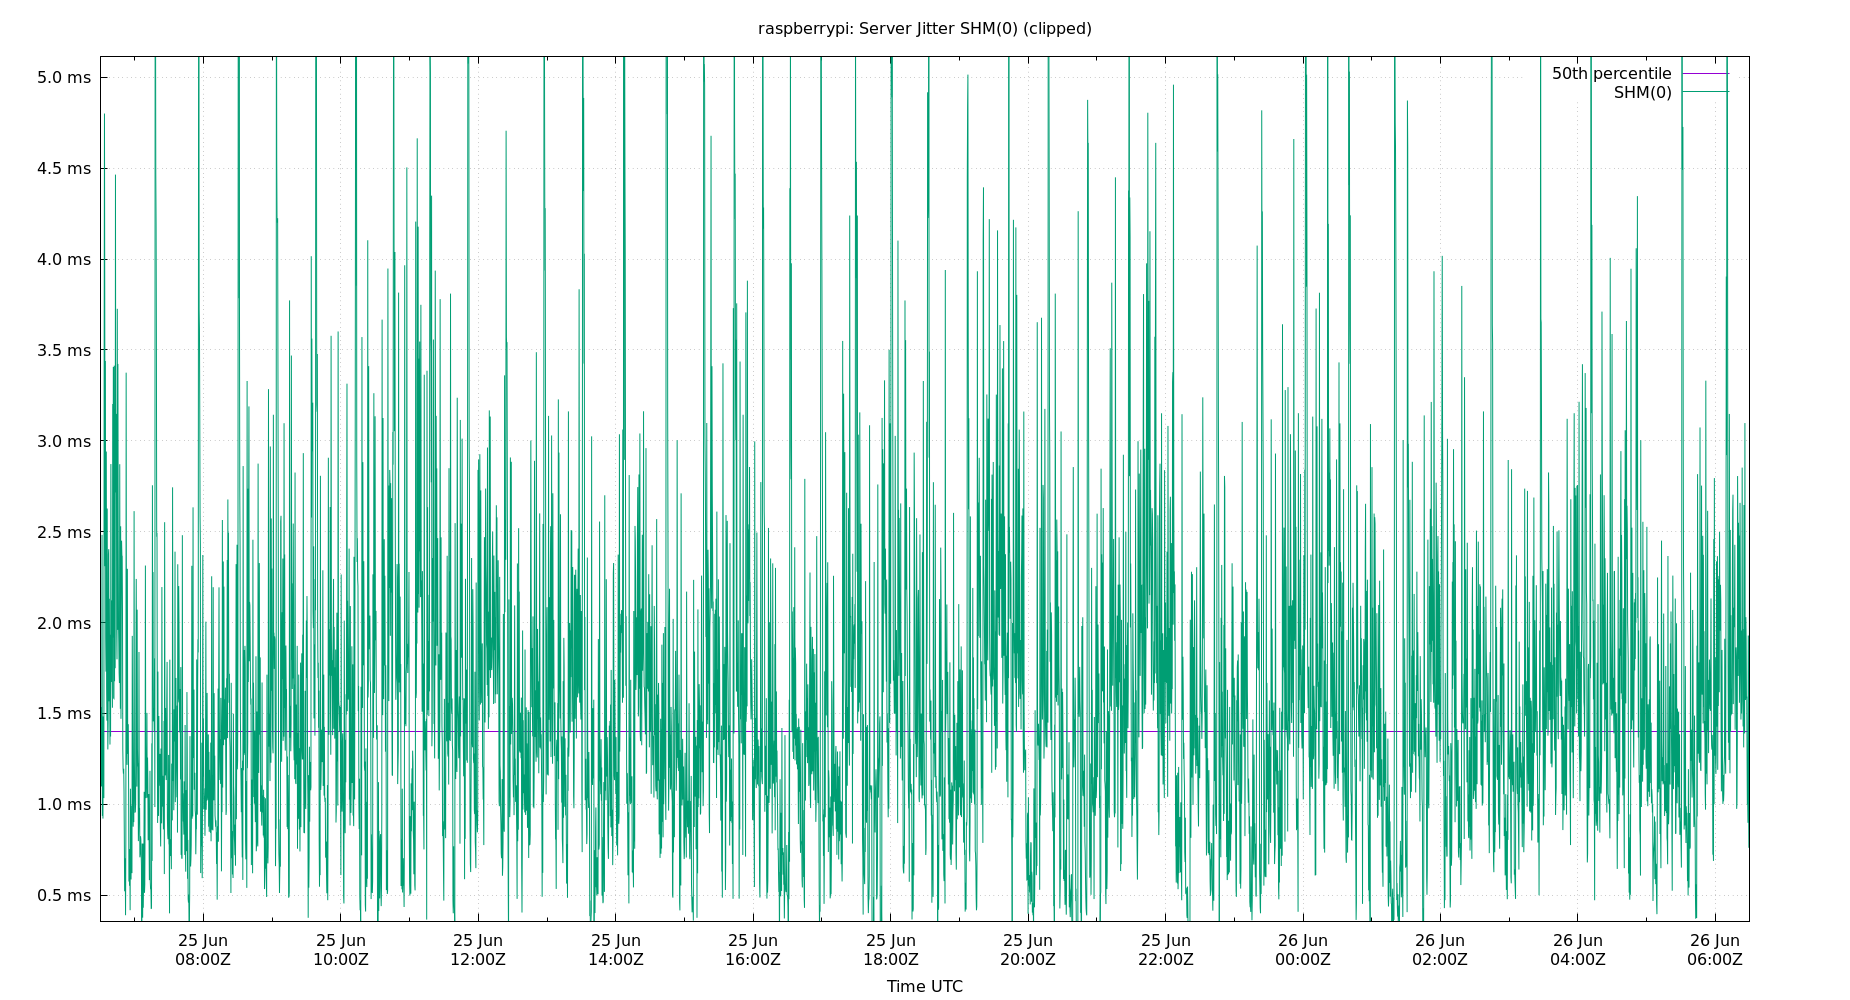 raspberrypi: Server Jitter SHM(0) (clipped)
5.0 ms
4.5 ms
4.0 ms
3.5 ms
3.0 ms
2.5 ms
2.0 ms
1.5 ms
1.0 ms
0.5 ms
50th percentile
SHM(0)
25 Jun 25 Jun 25 Jun 25 Jun 25 Jun 25 Jun 25 Jun 25 Jun 26 Jun 26 Jun 26 Jun 26 Jun
08:00Z 10:00Z 12:00Z 14:00Z 16:00Z 18:00Z 20:00Z 22:00Z 00:00Z 02:00Z 04:00Z 06:00Z
Time UTC